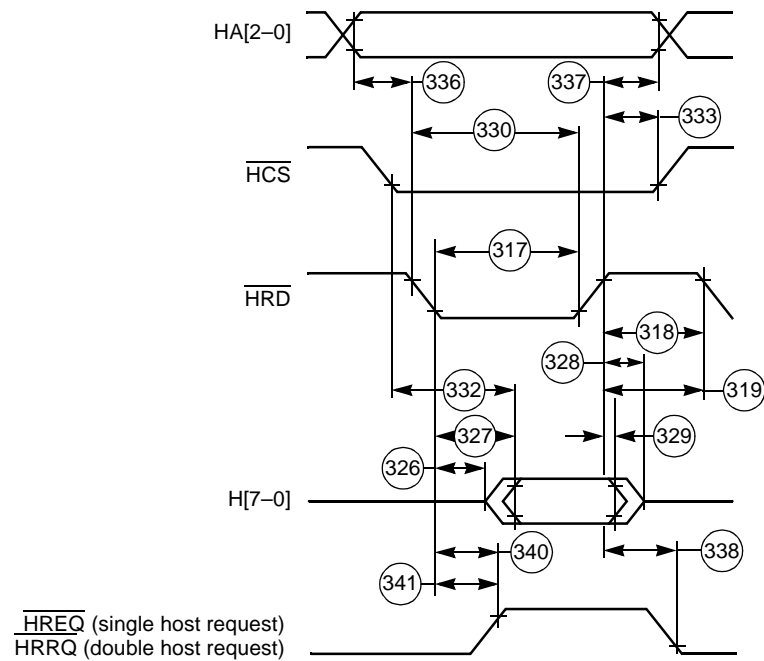 HA[2–0]
336
337
333
330
HCS
317
HRD
318
328
332
319
327
329
326
H[7–0]
340
338
341
HREQ (single host request)
HRRQ (double host request)